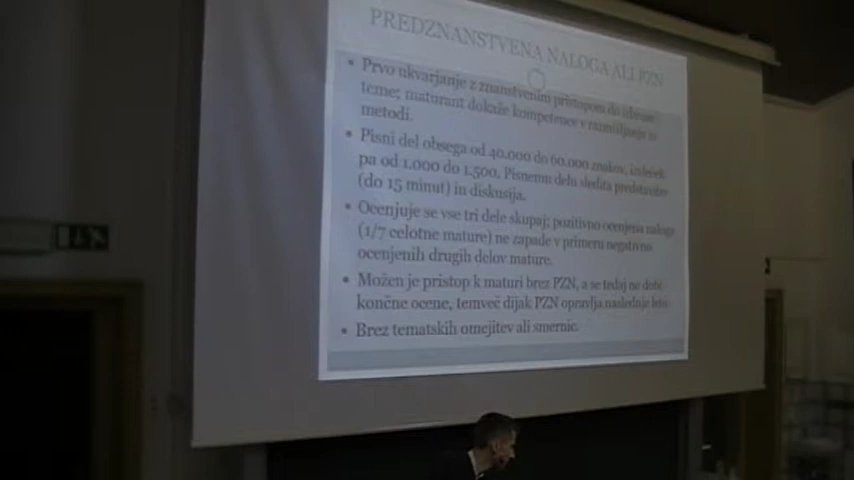 PREDZNANSTVENA NALOGA ALI PZN
• Prvo ukvarjanje z znanstvenim pristopom do izbrane
teme; maturant dokaže kompetence v razmišljanju in
metodi.
• Pisni del obsega od 40.000 do 60.000 znakov, izdelek
pa od 1.000 do 1.500. Pisnemu delu sledita predstavitev
(do 15 minut) in diskusija.
• Ocenjuje se vse tri dele skupaj; pozitivno ocenjena naloga
(1/7 celotne mature) ne zapade v primeru negativno
ocenjenih drugih delov mature.
• Možen je pristop k maturi brez PZN, a se tedaj ne dobi
končne ocene, temveč dijak PZN opravlja naslednje leto.
• Brez tematskih omejitev ali smernic.